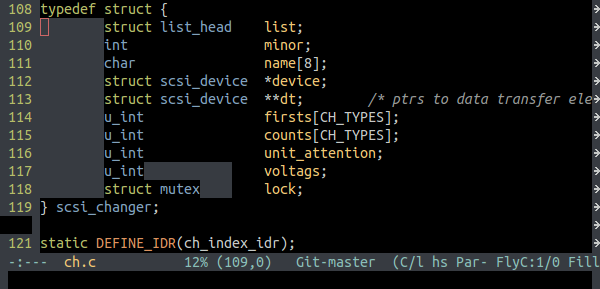 108 typedef struct {
109 struct list_head list;
110 int minor;
111 char name[8];
112 struct scsi_device *device;
113 struct scsi_device **dt; /* ptrs to data transfer ele
114 u_int firsts[CH_TYPES];
115 u_int counts[CH_TYPES];
116 u_int unit_attention;
117 u_int voltags;
118 struct mutex lock;
119 } scsi_changer;
121 static DEFINE_IDR(ch_index_idr);
-:--- ch.c 12% (109,0) Git-master (C/l hs Par- FlyC:1/0 Fill